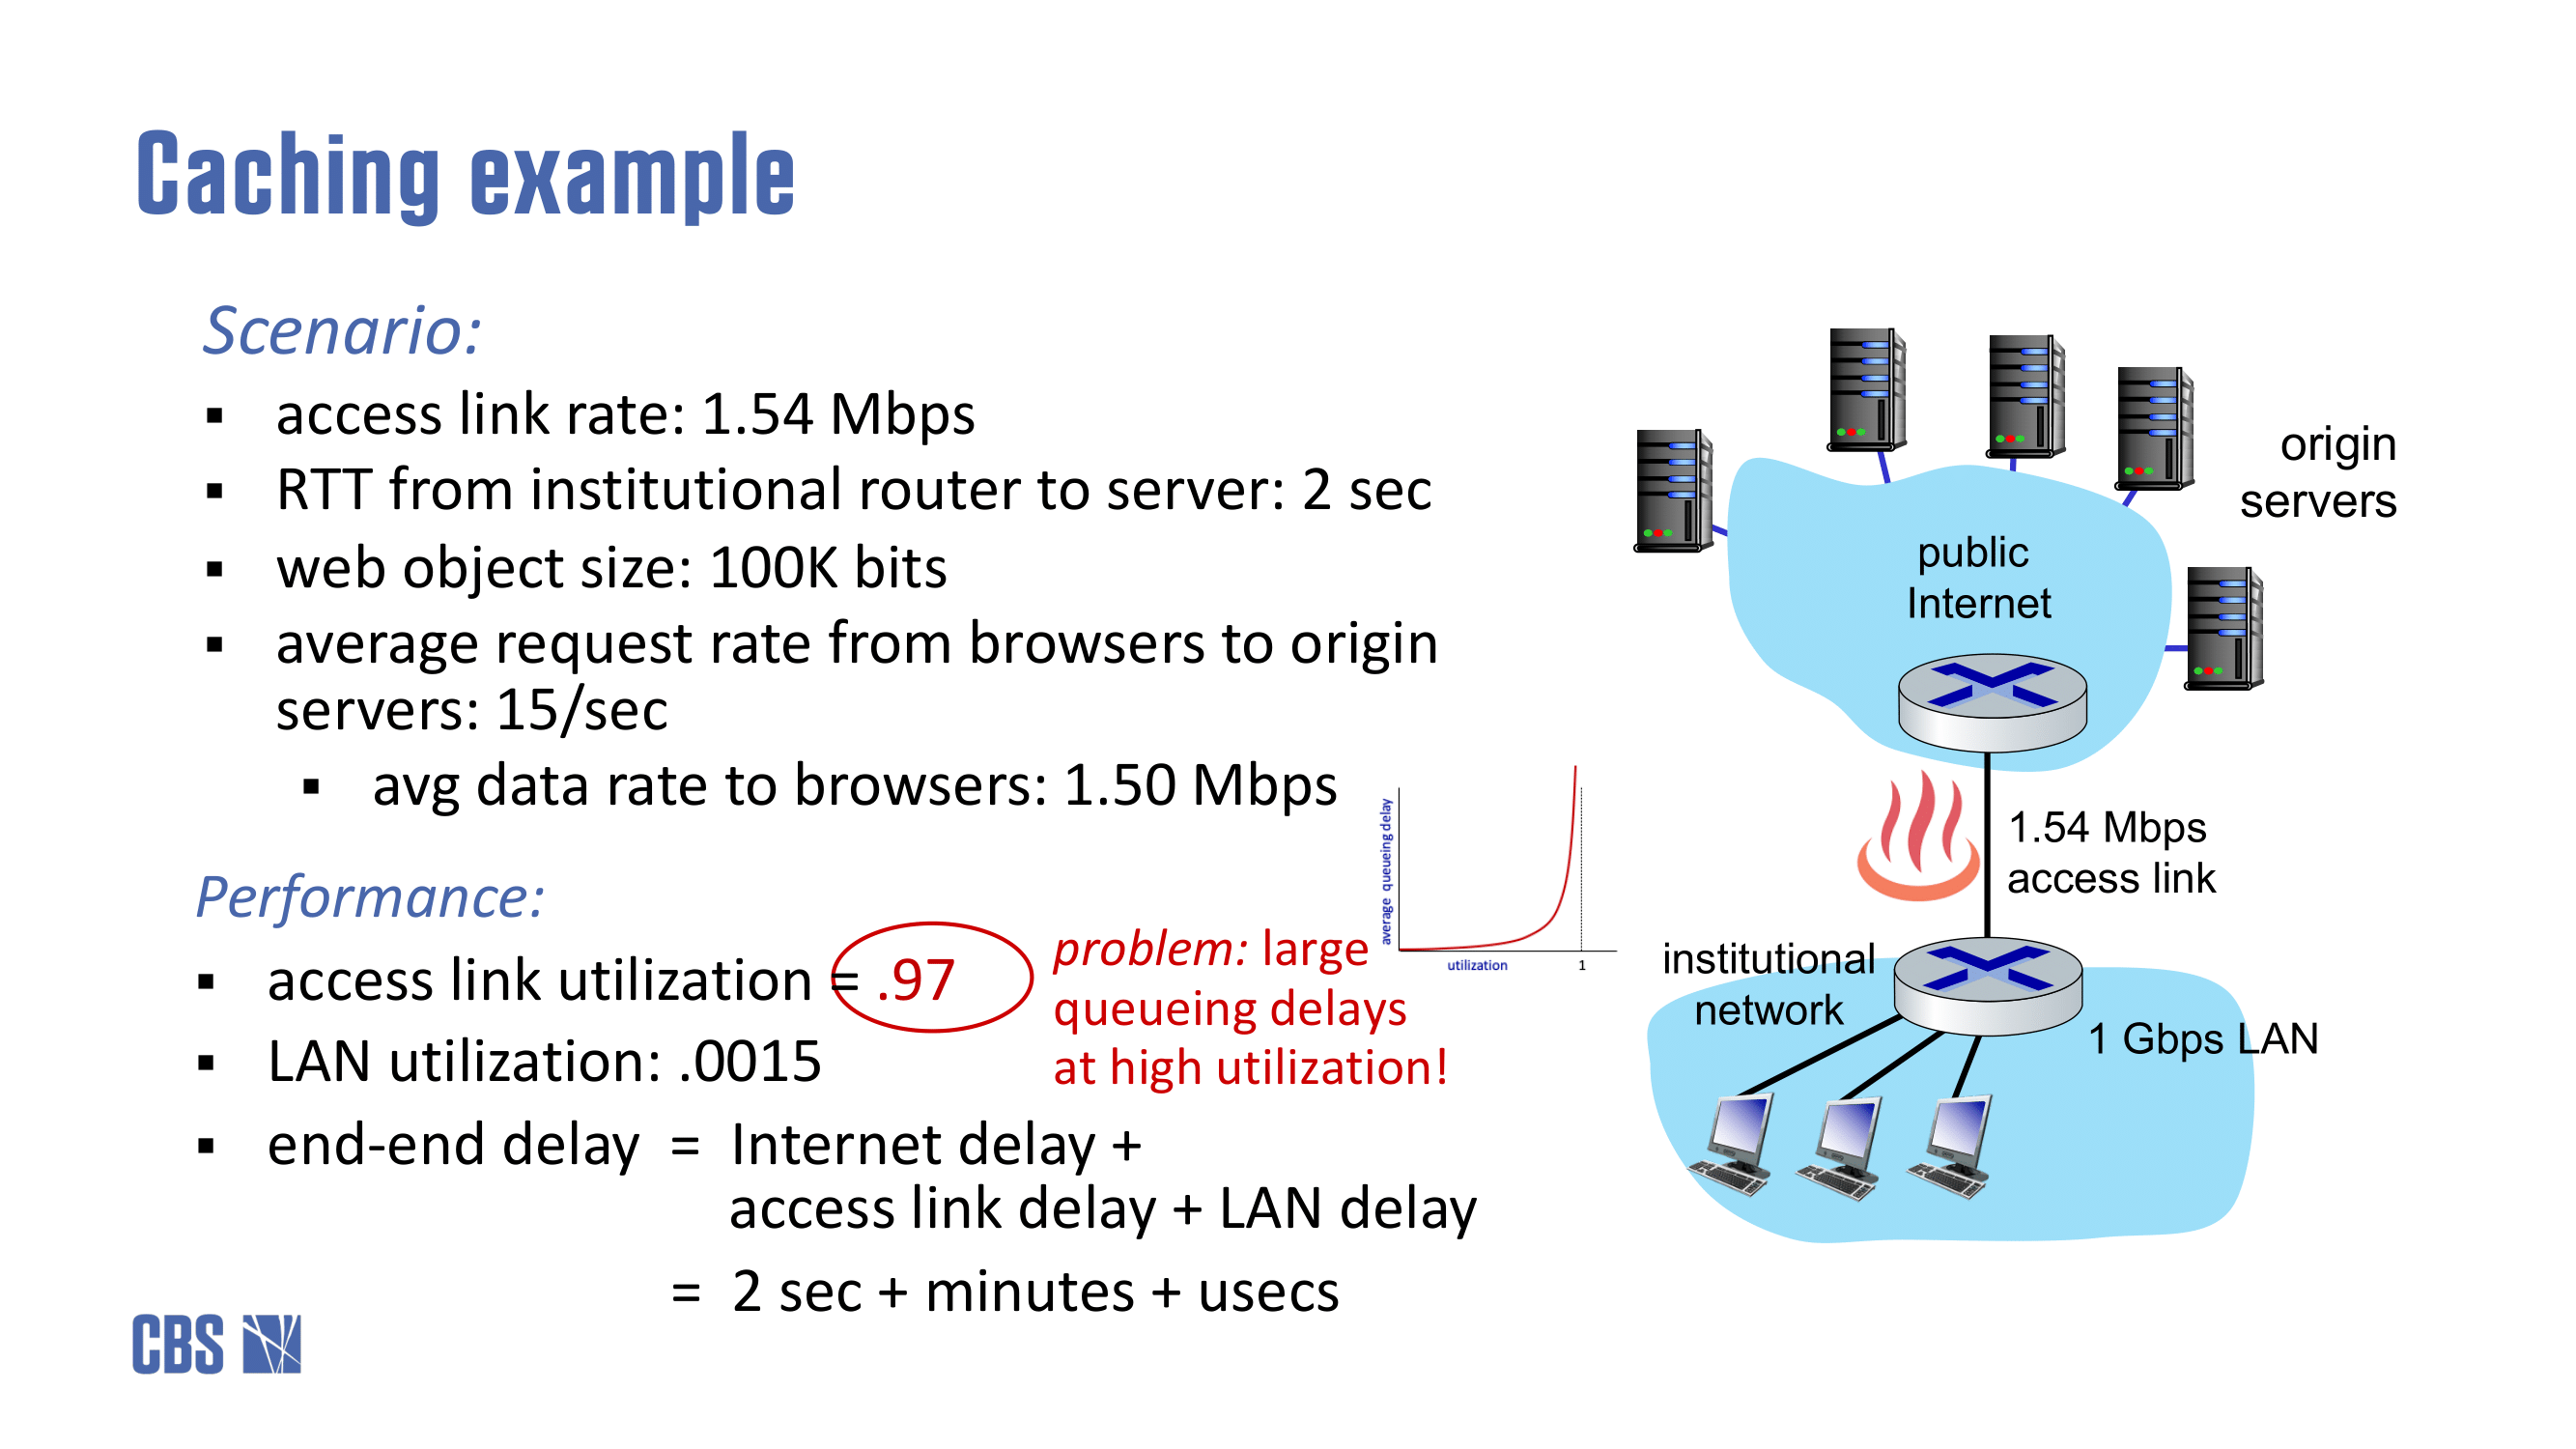 Caching example
Scenario:
▪ access link rate: 1.54 Mbps
▪ RTT from institutional router to server: 2 sec
▪ web object size: 100K bits
▪ average request rate from browsers to origin
servers: 15/sec
▪ avg data rate to browsers: 1.50 Mbps
Performance:
▪ access link utilization = .97
problem: large
queueing delays
at high utilization!
▪ LAN utilization: .0015
▪ end-end delay = Internet delay +
access link delay + LAN delay
= 2 sec + minutes + usecs
average queueing delay
utilization
1
origin
servers
public
Internet
1.54 Mbps
access link
institutional
network
1 Gbps LAN
CBS